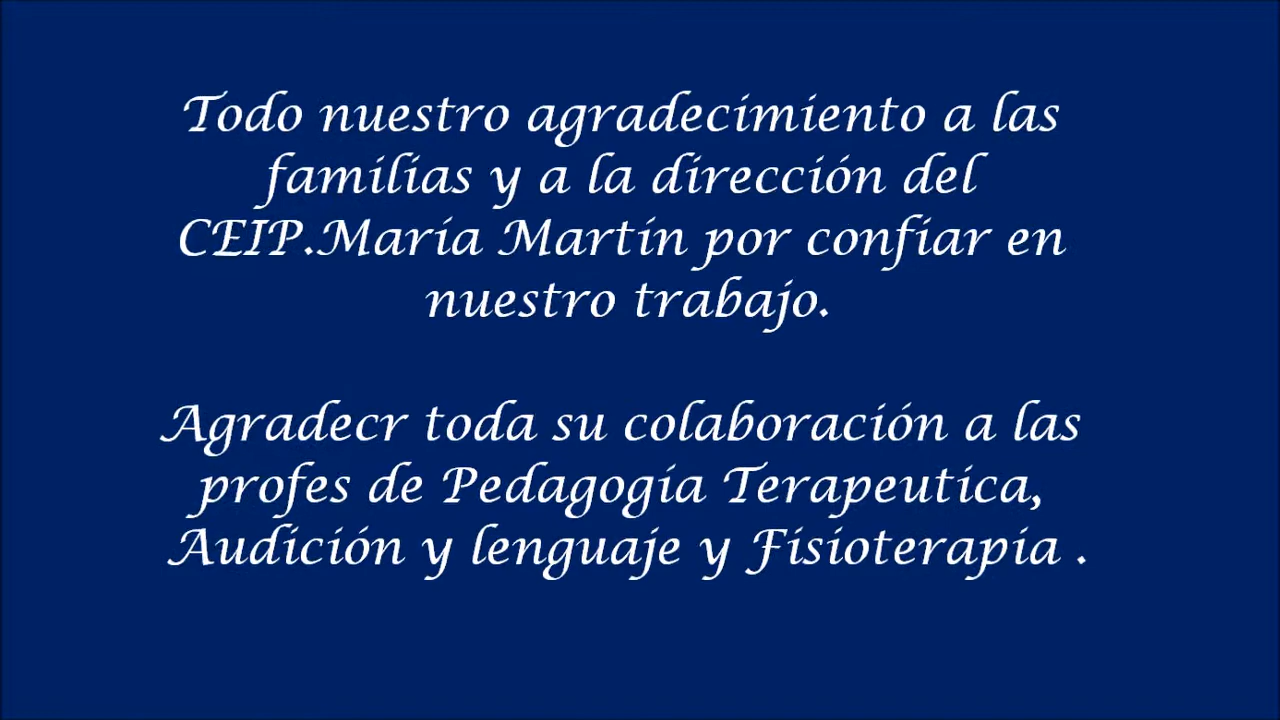 Todo nuestro agradecimiento a las
familias y a la dirección del
CEIP.María Martín por confiar en
nuestro trabajo.
Agradecr toda su colaboración a las
profes de Pedagogía Terapeutica,
Audición y lenguaje y Fisioterapia .